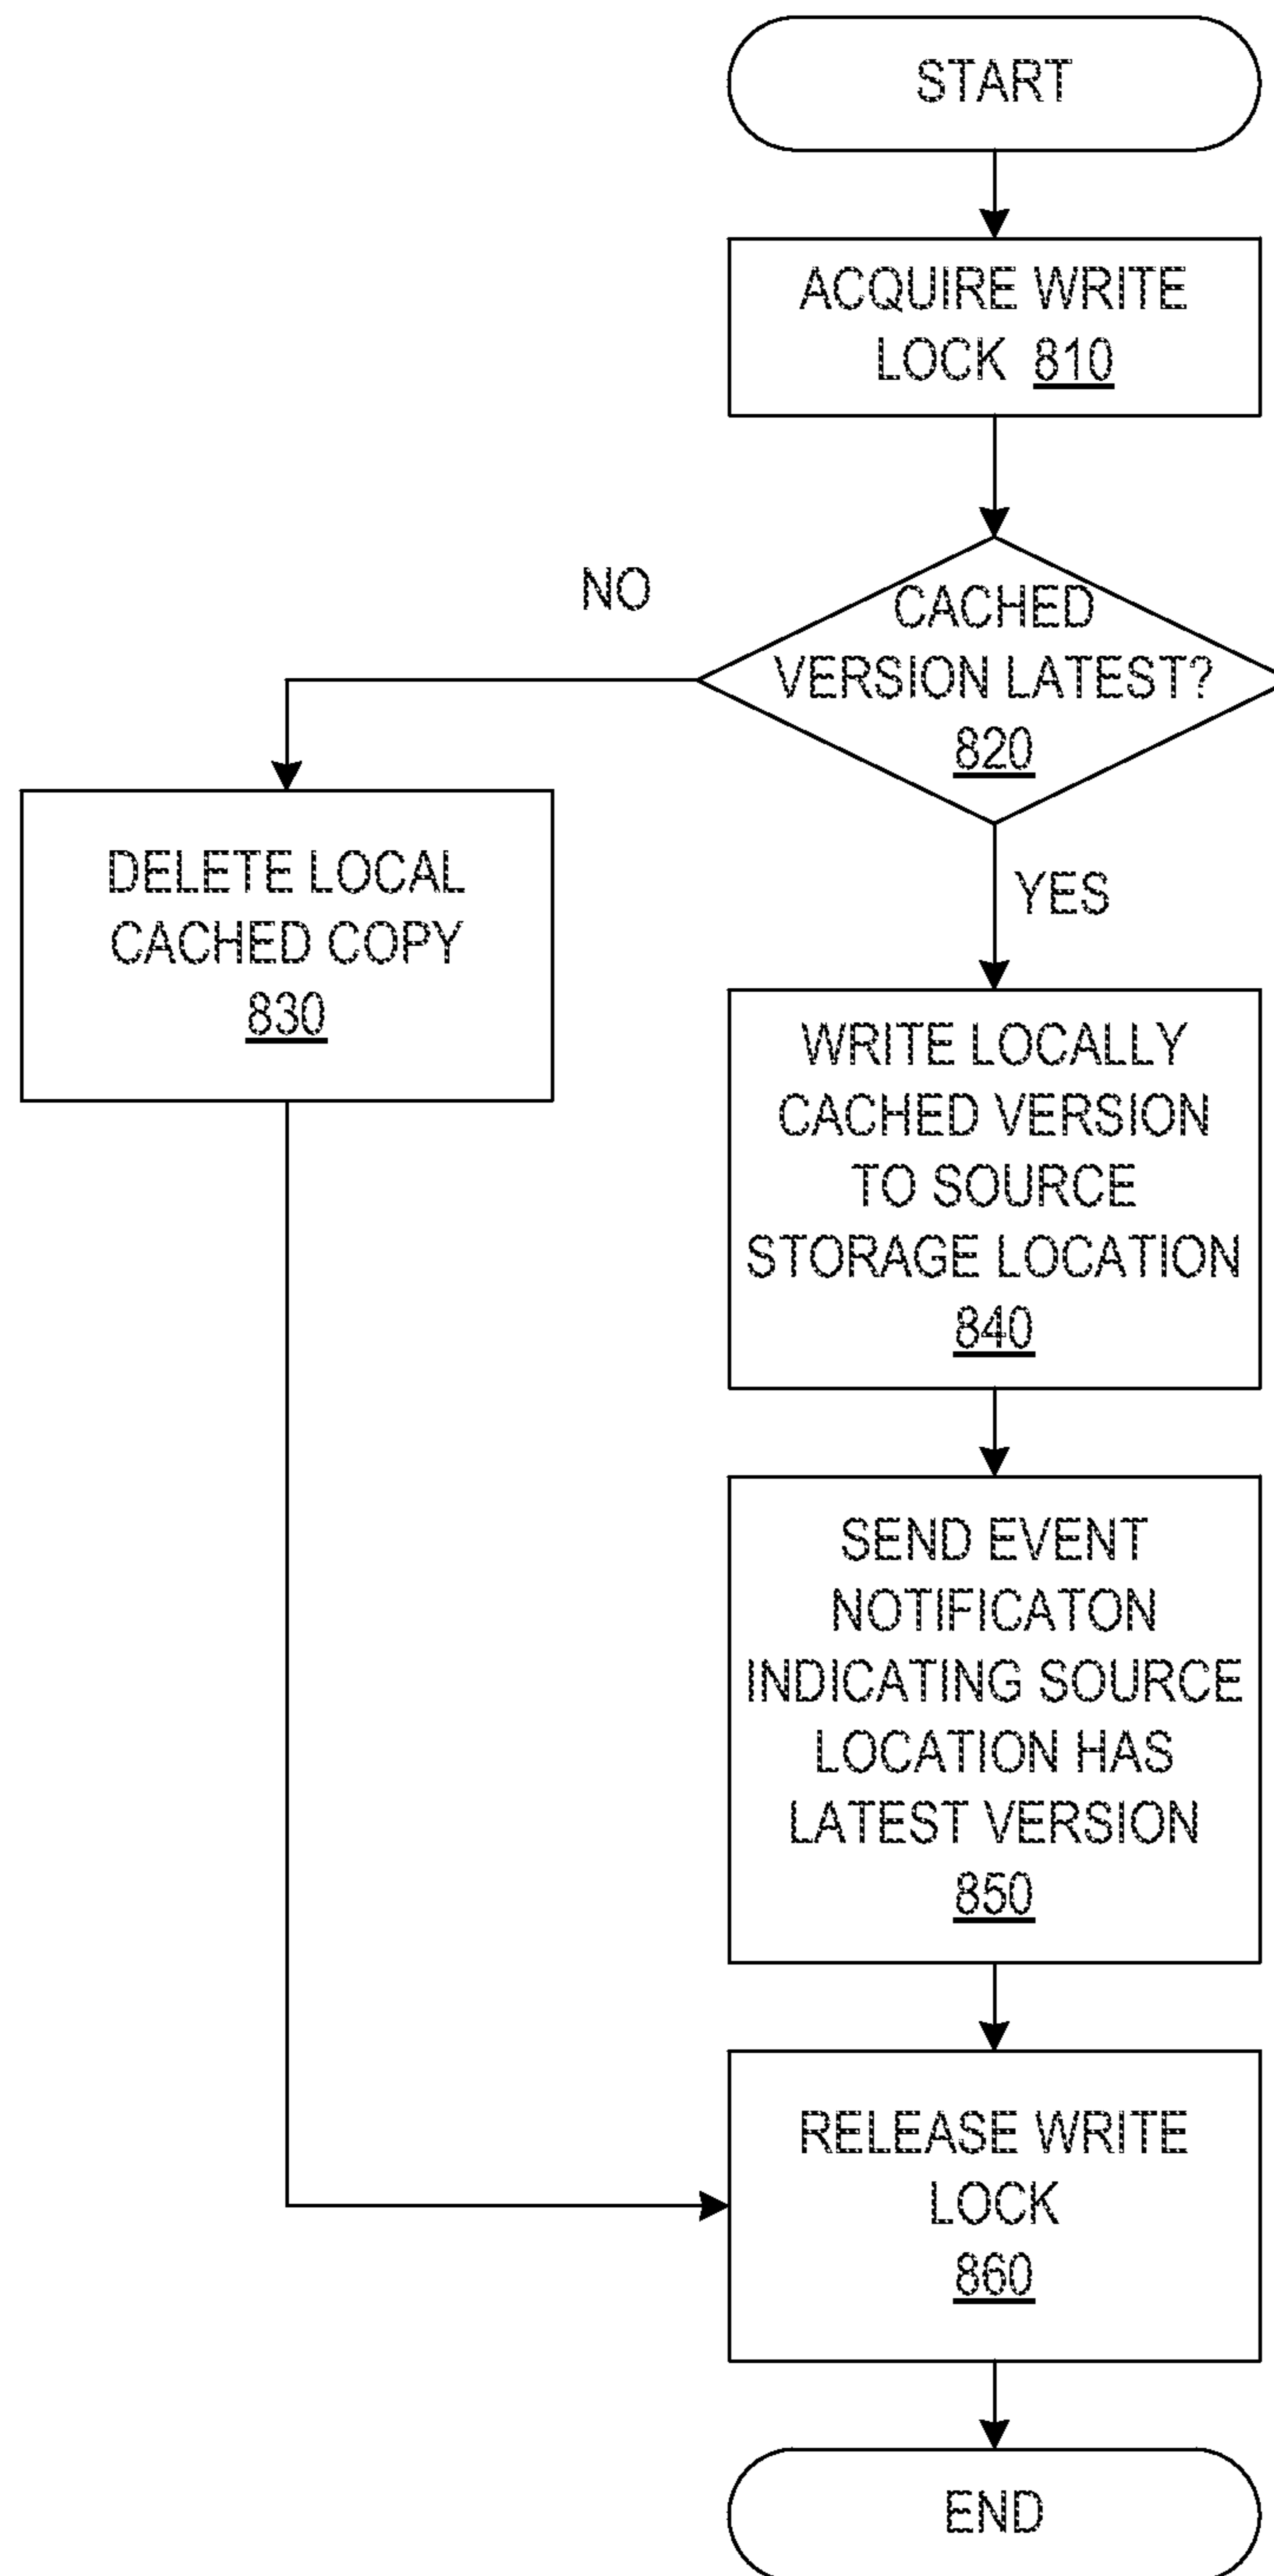 START
ACQUIRE WRITE
LOCK 810
NO
CACHED
VERSION LATEST?
820
DELETE LOCAL
CACHED COPY
830
YES
WRITE LOCALLY
CACHED VERSION
TO SOURCE
STORAGE LOCATION
840
SEND EVENT
NOTIFICATON
INDICATING SOURCE
LOCATION HAS
LATEST VERSION
850
RELEASE WRITE
LOCK
860
END